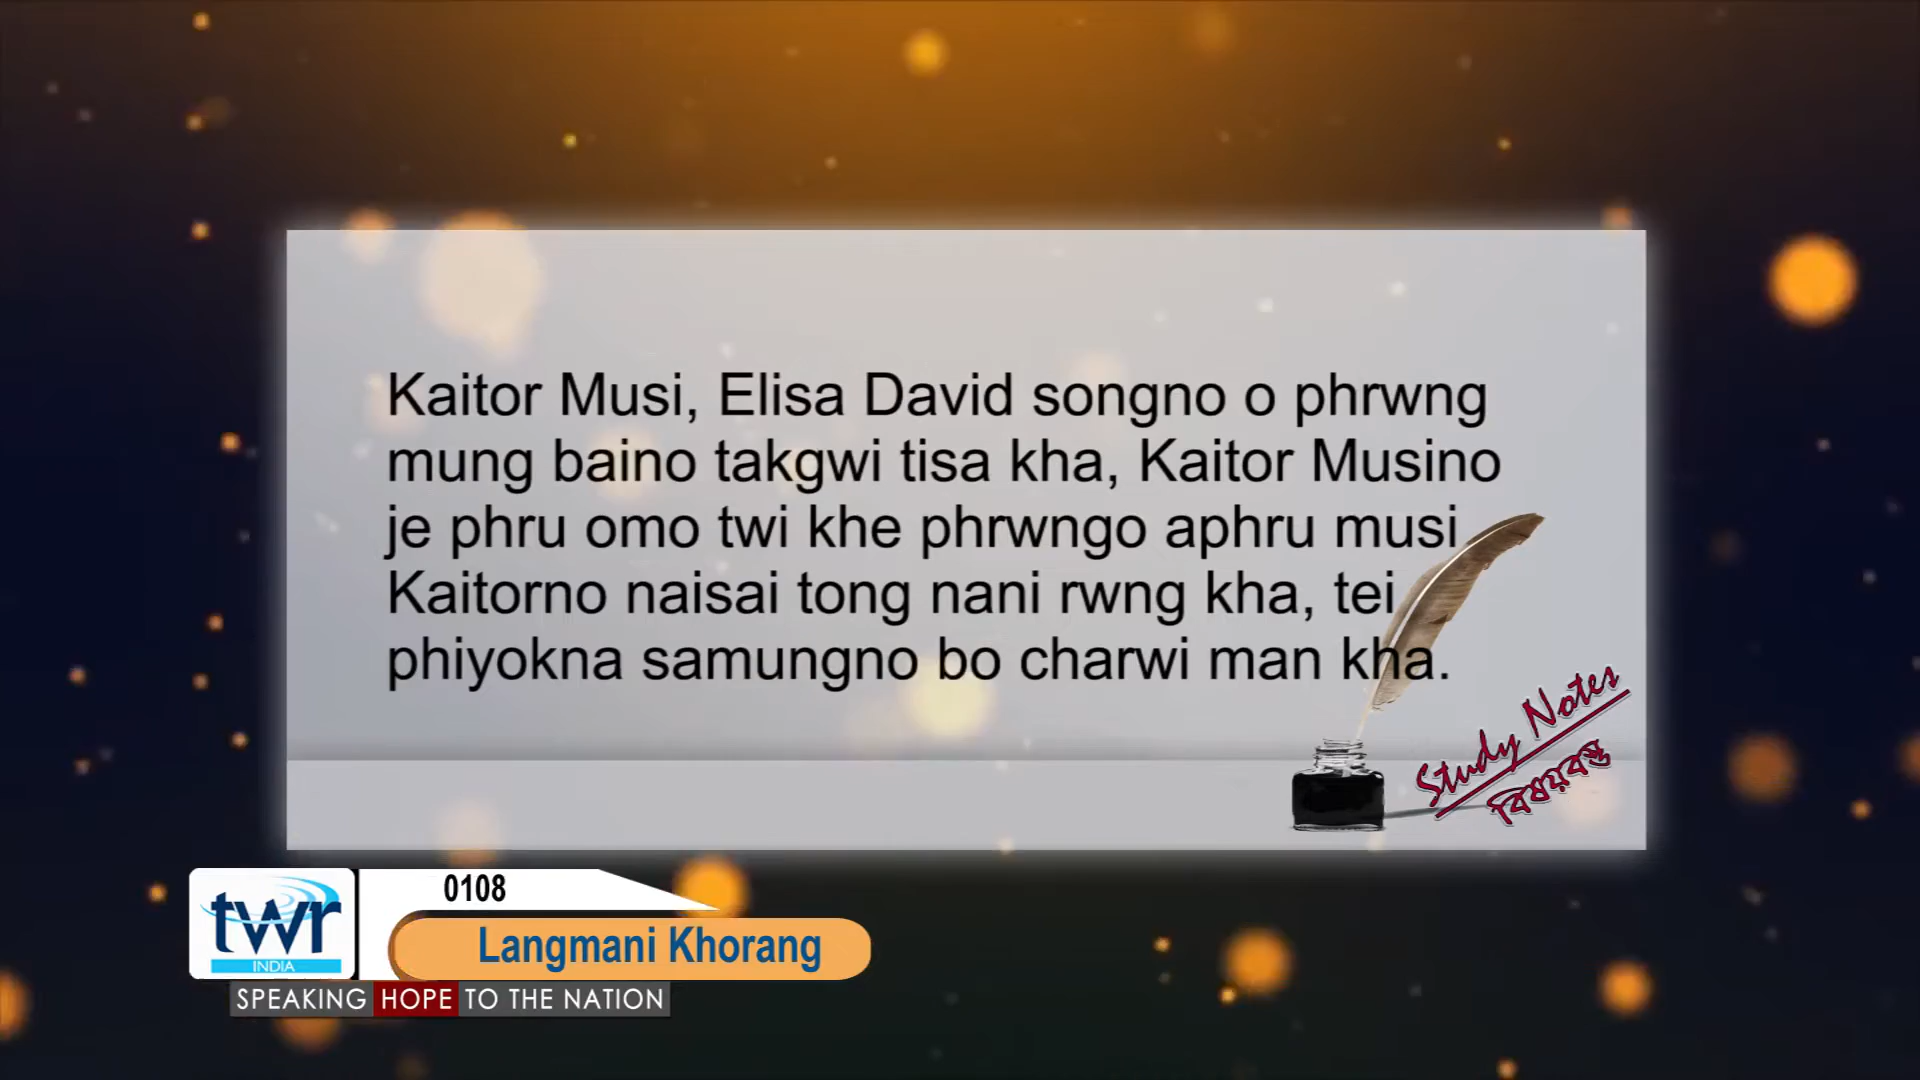 Kaitor Musi, Elisa David songno o phrwng
mung baino takgwi tisa kha, Kaitor Musino
je phru omo twi khe phrwngo aphru musi
Kaitorno naisai tong nani rwng kha, tei
phiyokna samungno bo charwi man kha.
Study Notes
বিষয়বস্তু
twr
INDIA
0108
Langmani Khorang
SPEAKING HOPE TO THE NATION